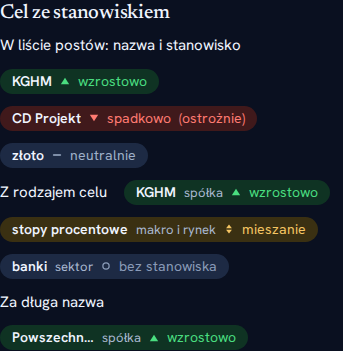 Cel ze stanowiskiem
W liście postów: nazwa i stanowisko
KGHM ▲ wzrostowo
CD Projekt ▼ spadkowo (ostrożnie)
złoto — neutralnie
Z rodzajem celu KGHM spółka ▲ wzrostowo
stopy procentowe makro i rynek mieszanie
banki sektor ○ bez stanowiska
Za długa nazwa
Powszechn... spółka ▲ wzrostowo